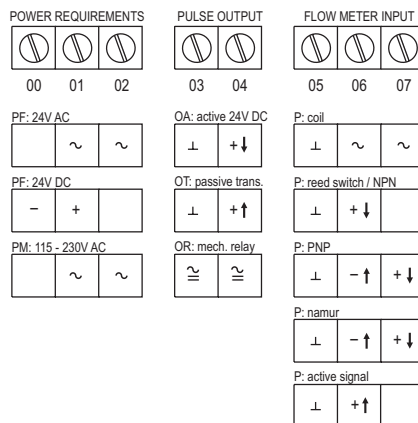 POWER REQUIREMENTS
00 01 02
PF: 24V AC
~ ~
PF: 24V DC
– +
PM: 115 - 230V AC
~ ~
PULSE OUTPUT
03 04
OA: active 24V DC
⊥ +↓
OT: passive trans.
⊥ +↑
OR: mech. relay
≅ ≅
FLOW METER INPUT
05 06 07
P: coil
⊥ ~ ~
P: reed switch / NPN
⊥ +↓
P: PNP
⊥ –↑ +↓
P: namur
⊥ –↑ +↓
P: active signal
⊥ +↑